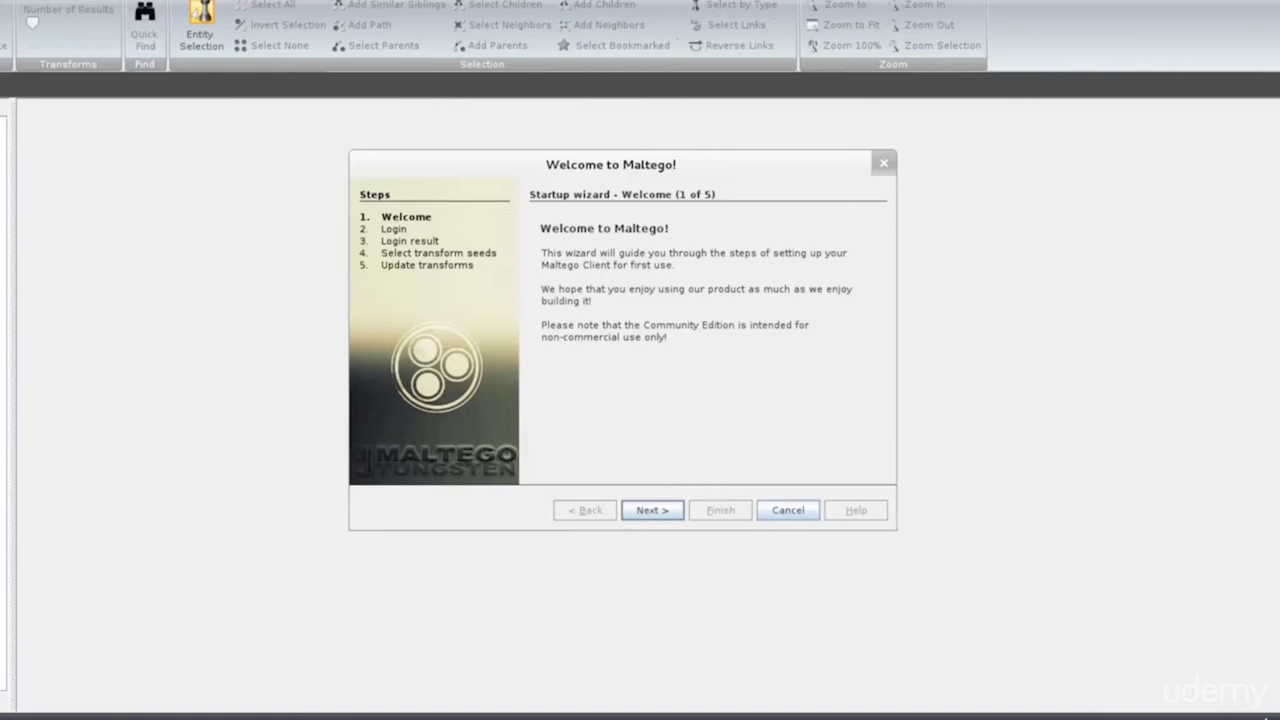 Number of Results
Quick
Find
Entity
Selection
Select All
Add Similar Siblings
Select Children
Add Children
Select by Type
Zoom to
Zoom In
Invert Selection
Add Path
Select Neighbors
Add Neighbors
Select Links
Zoom to Fit
Zoom Out
Select None
Select Parents
Add Parents
Select Bookmarked
Reverse Links
Zoom 100%
Zoom Selection
Transforms
Find
Selection
Zoom
Welcome to Maltego!
Steps
1. Welcome
2. Login
3. Login result
4. Select transform seeds
5. Update transforms
MALTEGO
TUNGSTEN
Startup wizard - Welcome (1 of 5)
Welcome to Maltego!
This wizard will guide you through the steps of setting up your
Maltego Client for first use.
We hope that you enjoy using our product as much as we enjoy
building it!
Please note that the Community Edition is intended for
non-commercial use only!
< Back
Next >
Finish
Cancel
Help
udemy